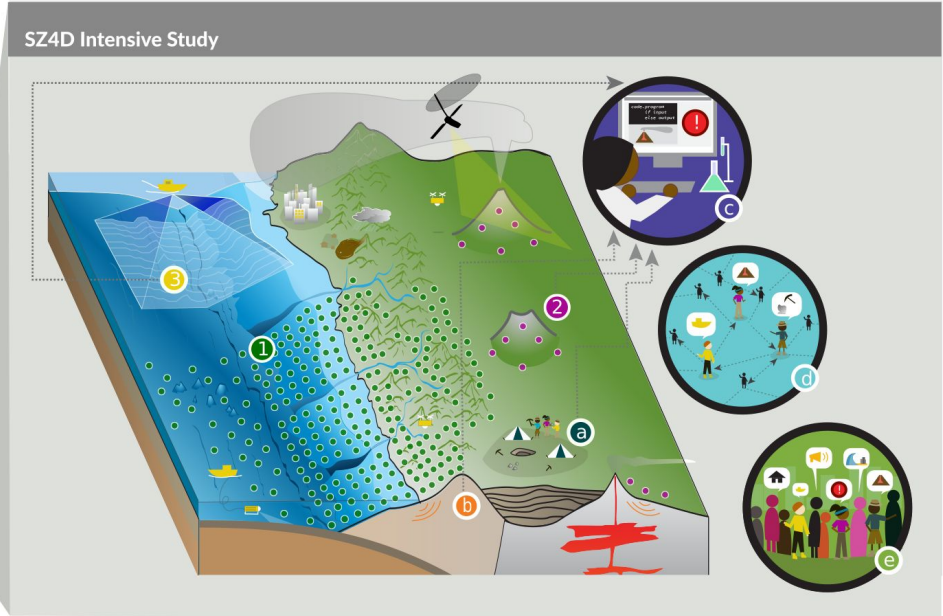 SZ4D Intensive Study
code-program
if input
else output
!
c
3
2
1
d
a
b
!
e